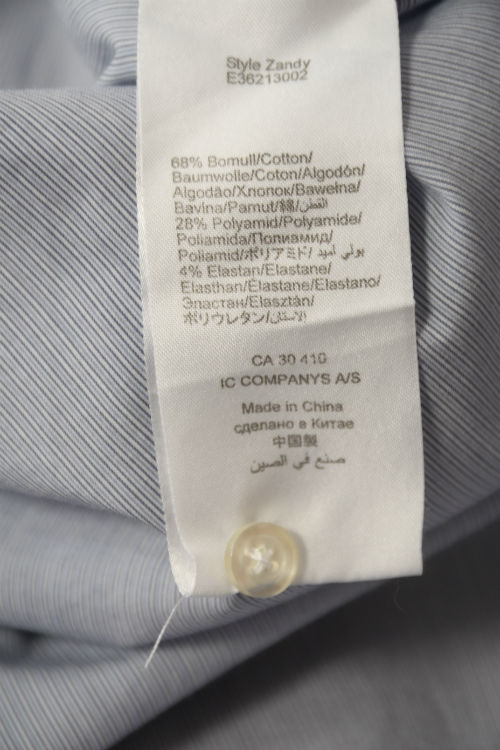 Style Zandy
E36213002
68% Bomull/Cotton/
Baumwolle/Coton/Algodón/
Algodão/Хлопок/Bawełna/
Bavlna/Pamut/綿/القطن/
28% Polyamid/Polyamide/
Poliamida/Полиамид/
Poliamid/ポリアミド/ بولي أميد/
4% Elastan/Elastane/
Elasthan/Élastane/Elastano/
Эластан/Elasztán/
ポリウレタン/الاستان/
CA 30 410
IC COMPANYS A/S
Made in China
сделано в Китае
中国製
صنع في الصين